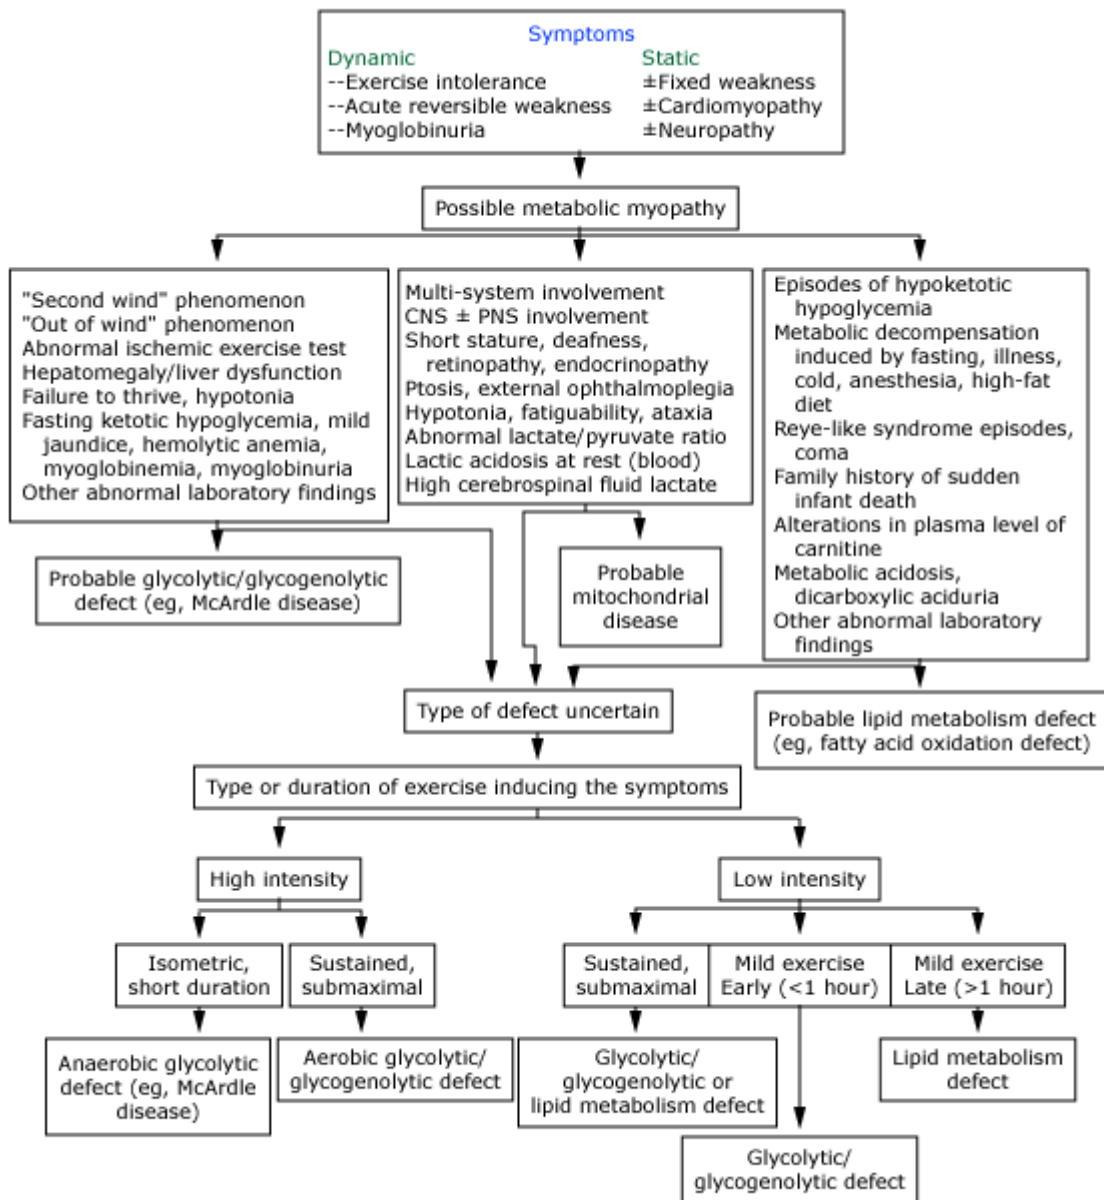 Symptoms
Dynamic
--Exercise intolerance
--Acute reversible weakness
--Myoglobinuria
Static
±Fixed weakness
±Cardiomyopathy
±Neuropathy
Possible metabolic myopathy
"Second wind" phenomenon
"Out of wind" phenomenon
Abnormal ischemic exercise test
Hepatomegaly/liver dysfunction
Failure to thrive, hypotonia
Fasting ketotic hypoglycemia, mild
jaundice, hemolytic anemia,
myoglobinemia, myoglobinuria
Other abnormal laboratory findings
Multi-system involvement
CNS ± PNS involvement
Short stature, deafness,
retinopathy, endocrinopathy
Ptosis, external ophthalmoplegia
Hypotonia, fatiguability, ataxia
Abnormal lactate/pyruvate ratio
Lactic acidosis at rest (blood)
High cerebrospinal fluid lactate
Episodes of hypoketotic
hypoglycemia
Metabolic decompensation
induced by fasting, illness,
cold, anesthesia, high-fat
diet
Reye-like syndrome episodes,
coma
Family history of sudden
infant death
Alterations in plasma level of
carnitine
Metabolic acidosis,
dicarboxylic aciduria
Other abnormal laboratory
findings
Probable glycolytic/glycogenolytic
defect (eg, McArdle disease)
Probable
mitochondrial
disease
Type of defect uncertain
Probable lipid metabolism defect
(eg, fatty acid oxidation defect)
Type or duration of exercise inducing the symptoms
High intensity
Low intensity
Isometric,
short duration
Sustained,
submaximal
Sustained,
submaximal
Mild exercise
Early (<1 hour)
Mild exercise
Late (>1 hour)
Anaerobic glycolytic
defect (eg, McArdle
disease)
Aerobic glycolytic/
glycogenolytic defect
Glycolytic/
glycogenolytic or
lipid metabolism defect
Lipid metabolism
defect
Glycolytic/
glycogenolytic defect